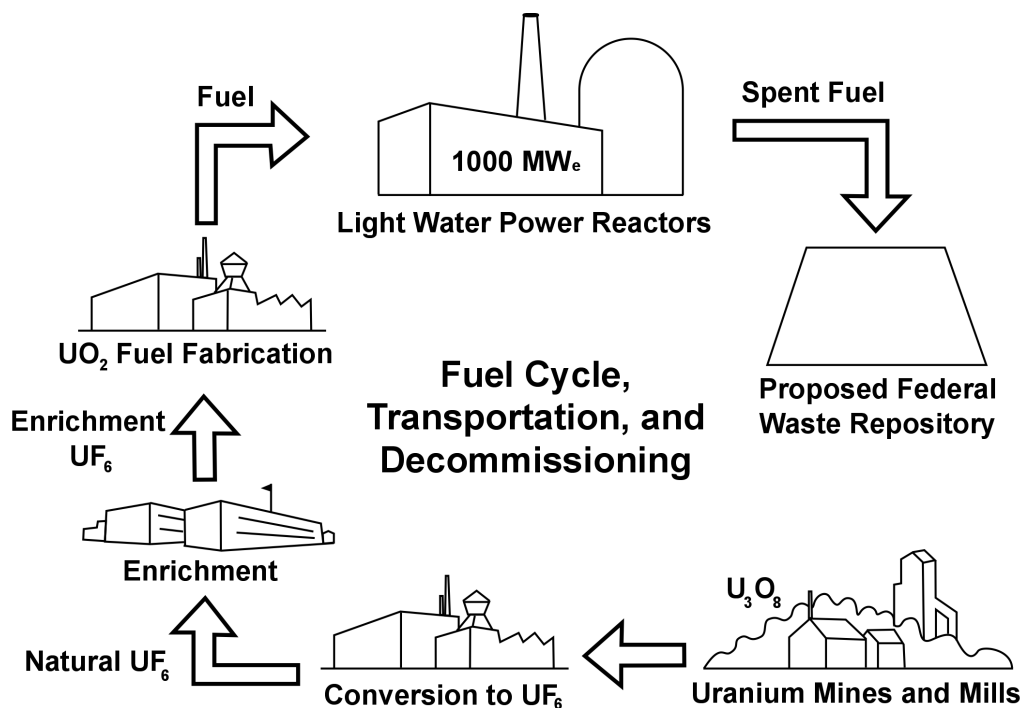 Fuel
Spent Fuel
1000 MWₑ
Light Water Power Reactors
UO₂ Fuel Fabrication
Fuel Cycle,
Transportation, and
Decommissioning
Proposed Federal
Waste Repository
Enrichment
UF₆
Enrichment
U₃O₈
Natural UF₆
Conversion to UF₆
Uranium Mines and Mills